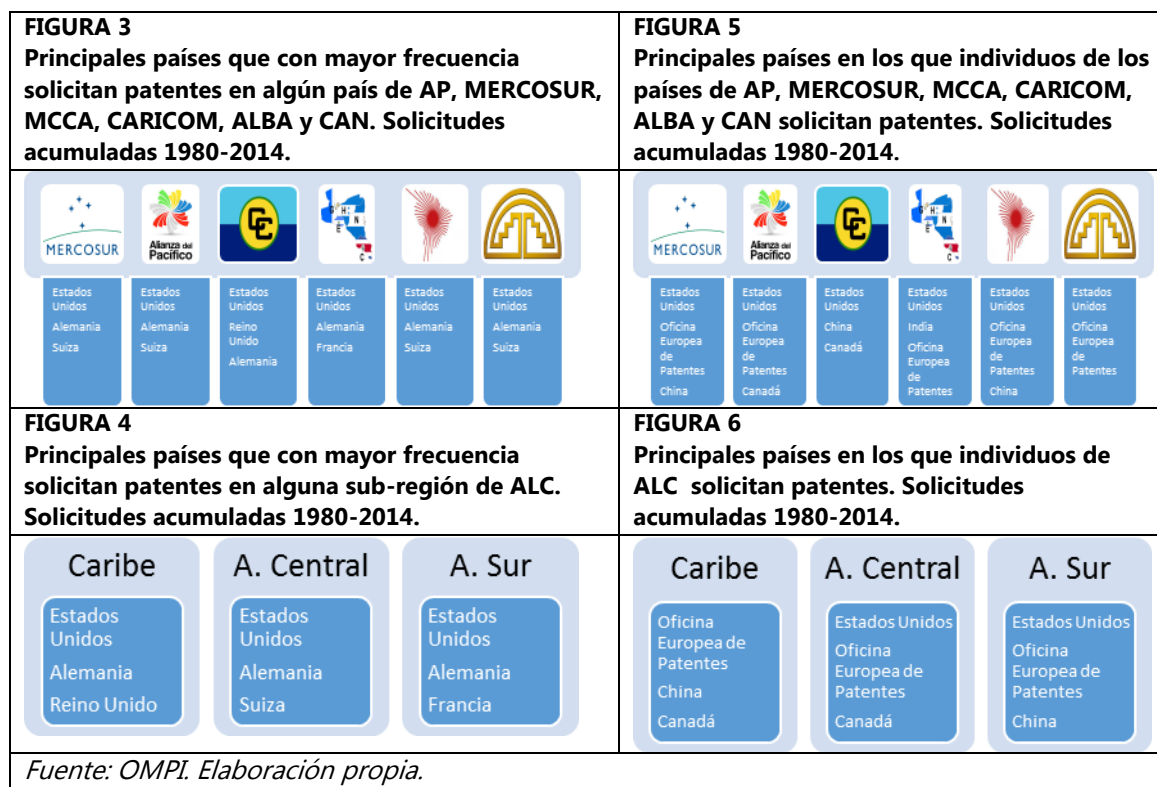 FIGURA 3
Principales países que con mayor frecuencia
solicitan patentes en algún país de AP, MERCOSUR,
MCCA, CARICOM, ALBA y CAN. Solicitudes
acumuladas 1980-2014.
MERCOSUR
Alianza del
Pacífico
Estados
Unidos
Alemania
Suiza
Estados
Unidos
Alemania
Suiza
Estados
Unidos
Reino
Unido
Alemania
Estados
Unidos
Alemania
Francia
Estados
Unidos
Alemania
Suiza
Estados
Unidos
Alemania
Suiza
FIGURA 5
Principales países en los que individuos de los
países de AP, MERCOSUR, MCCA, CARICOM,
ALBA y CAN solicitan patentes. Solicitudes
acumuladas 1980-2014.
MERCOSUR
Alianza del
Pacífico
Estados
Unidos
Oficina
Europea
de
Patentes
China
Estados
Unidos
Oficina
Europea
de
Patentes
Canadá
Estados
Unidos
China
Canadá
Estados
Unidos
India
Oficina
Europea
de
Patentes
Estados
Unidos
Oficina
Europea
de
Patentes
China
Estados
Unidos
Oficina
Europea
de
Patentes
FIGURA 4
Principales países que con mayor frecuencia
solicitan patentes en alguna sub-región de ALC.
Solicitudes acumuladas 1980-2014.
Caribe
Estados
Unidos
Alemania
Reino Unido
A. Central
Estados
Unidos
Alemania
Suiza
A. Sur
Estados
Unidos
Alemania
Francia
FIGURA 6
Principales países en los que individuos de
ALC solicitan patentes. Solicitudes
acumuladas 1980-2014.
Caribe
Oficina
Europea de
Patentes
China
Canadá
A. Central
Estados Unidos
Oficina
Europea de
Patentes
Canadá
A. Sur
Estados Unidos
Oficina
Europea de
Patentes
China
Fuente: OMPI. Elaboración propia.